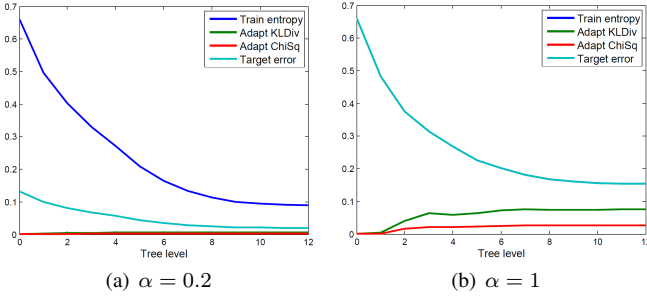 0.7
0.6
0.5
0.4
0.3
0.2
0.1
0
0 2 4 6 8 10 12
Tree level
Train entropy
Adapt KLDiv
Adapt ChiSq
Target error
(a) α = 0.2
0.7
0.6
0.5
0.4
0.3
0.2
0.1
0
0 2 4 6 8 10 12
Tree level
Train entropy
Adapt KLDiv
Adapt ChiSq
Target error
(b) α = 1